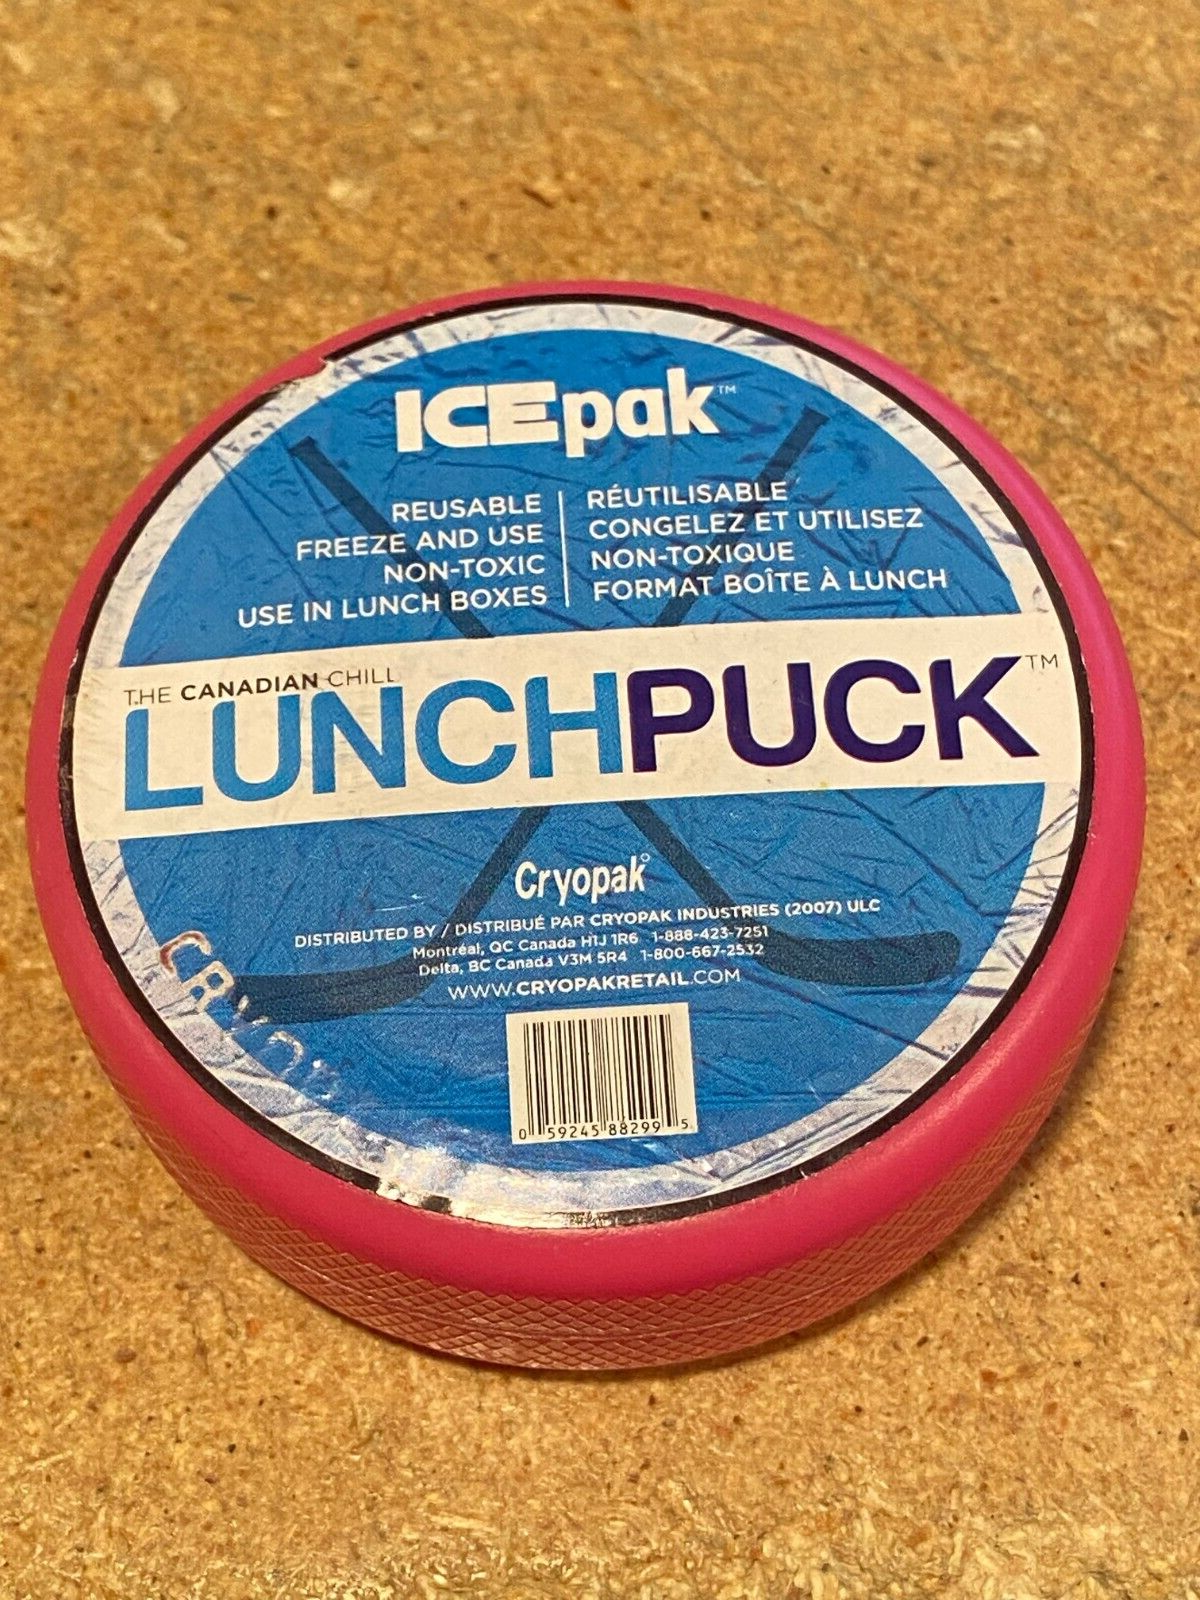 ICEpak™
REUSABLE
FREEZE AND USE
NON-TOXIC
USE IN LUNCH BOXES
RÉUTILISABLE
CONGELEZ ET UTILISEZ
NON-TOXIQUE
FORMAT BOÎTE À LUNCH
THE CANADIAN CHILL
LUNCHPUCK™
Cryopak
DISTRIBUTED BY / DISTRIBUÉ PAR CRYOPAK INDUSTRIES (2007) ULC
Montréal, QC Canada H1J 1R6 1-888-423-7251
Delta, BC Canada V3M 5R4 1-800-667-2532
WWW.CRYOPAKRETAIL.COM
0 59245 88299 5